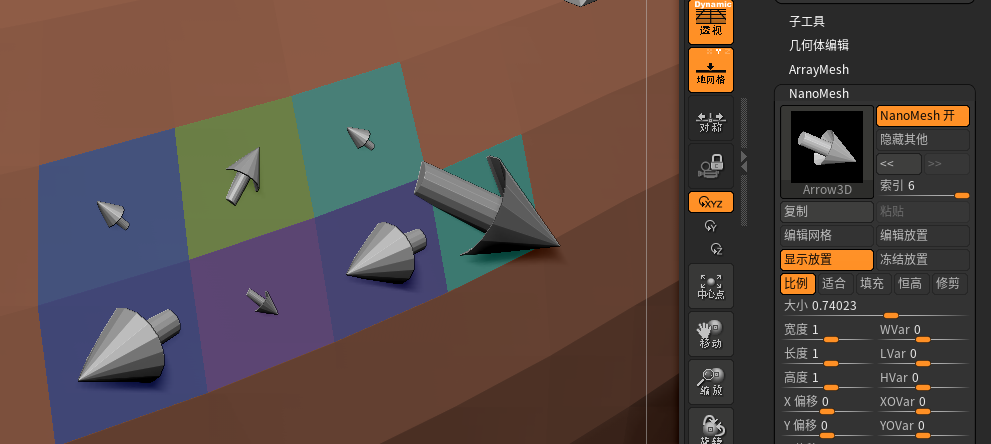 Dynamic
透视
地网格
对称
XYZ
Y
Z
中心点
移动
缩放
旋转
子工具
几何体编辑
ArrayMesh
NanoMesh
Arrow3D
NanoMesh 开
隐藏其他
<< >>
索引 6
复制 粘贴
编辑网格 编辑放置
显示放置 冻结放置
比例 适合 填充 恒高 修剪
大小 0.74023
宽度 1 WVar 0
长度 1 LVar 0
高度 1 HVar 0
X 偏移 0 XOVar 0
Y 偏移 0 YOVar 0